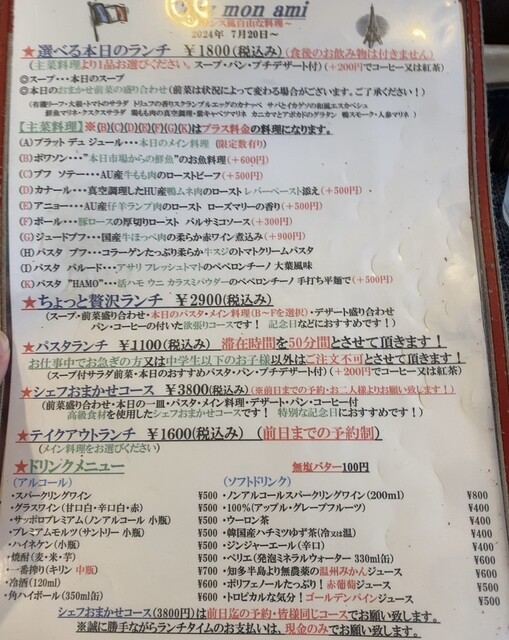 mon ami
ンス風自由な料理～
2024年 7月20日～
★選べる本日のランチ ￥1800(税込み)(食後のお飲み物は付きません)
(主菜料理より1品お選びください。スープ・パン・プチデザート付)(+200円でコーヒー又は紅茶)
◎スープ・・・本日のスープ
◎本日のおまかせ前菜の盛り合わせ(前菜は状況によって変わる場合がございます。ご了承ください！)
【主菜料理】※(B)(C)(D)(E)(F)(G)(K)はプラス料金の料理になります。
(A)プラット デュ ジュール・・・本日のメイン料理 (限定数有り)
(B)ポワソン・・・"本日市場からの鮮魚"のお魚料理(+600円)
(C)ブフ ソテー・・・AU産牛もも肉のローストビーフ(+500円)
(D)カナール・・・真空調理したHU産鴨ムネ肉のロースト レバーペースト添え(+500円)
(E)アニョー・・・AU産仔羊ランプ肉のロースト ローズマリーの香り(+500円)
(F)ポール・・・豚ロースの厚切りロースト バルサミコソース(+300円)
(G)ジュードブフ・・・国産牛ほっぺ肉の柔らか赤ワイン煮込み(+900円)
(H)パスタ ブフ・・・コラーゲンたっぷり柔らか牛スジのトマトクリームパスタ
(I)パスタ パルード・・・アサリ フレッシュトマトのペペロンチーノ 大葉風味
(K)パスタ "HAMO"・・・活ハモ ウニ カラスミのペペロンチーノ 手打ち平麺で(+500円)
★ちょっと贅沢ランチ ￥2900(税込み)
(スープ・前菜盛り合わせ・本日のパスタ・メイン料理(B～Fを選択)・デザート盛り合わせ
パン・コーヒーの付いた欲張りコースです！ 記念日などにおすすめです！)
★パスタランチ ￥1100(税込み) 滞在時間を50分間とさせて頂きます！
お仕事中でお急ぎの方又は中学生以下のお子様以外はご注文不可とさせて頂きます！
(スープ付サラダ前菜・本日のおすすめパスタ・パン・プチデザート付)(+200円でコーヒー又は紅茶)
★シェフおまかせコース ￥3800(税込み)(※前日までの予約・お二人様よりお願い致します！)
(前菜盛り合わせ・本日の一皿・パスタ・メイン料理・デザート・パン・コーヒー付
高級食材を使用したシェフおまかせコースです！ 特別な記念日におすすめです！)
★テイクアウトランチ ￥1600(税込み) (前日までの予約制)
(メイン料理をお選びください)
★ドリンクメニュー 無塩バター100円
(アルコール) (ソフトドリンク)
・スパークリングワイン ￥500 ・ノンアルコールスパークリングワイン(200ml) ￥800
・グラスワイン(甘口白・辛口白・赤) ￥500 ・100%(アップル・グレープフルーツ) ￥400
・サッポロプレミアム(ノンアルコール 小瓶) ￥500 ・ウーロン茶 ￥400
・プレミアムモルツ(サントリー 小瓶) ￥500 ・韓国産ハチミツゆず茶(冷又は温) ￥400
・ハイネケン(小瓶) ￥500 ・ジンジャーエール(辛口) ￥400
・焼酎(麦・米・芋) ￥500 ・ペリエ(発泡ミネラルウォーター 330ml缶) ￥600
・一番搾り(キリン 中瓶) ￥700 ・知多半島より無農薬の温州みかんジュース ￥600
・冷酒(120ml) ￥600 ・ポリフェノールたっぷり！赤葡萄ジュース ￥500
・角ハイボール(350ml缶) ￥600 ・トロピカルな気分！ゴールデンパインジュース ￥500
シェフおまかせコース(3800円)は前日迄の予約・皆様同じコースでお願い致します。
※誠に勝手ながらランチタイムのお支払いは、現金のみでお願い致します。